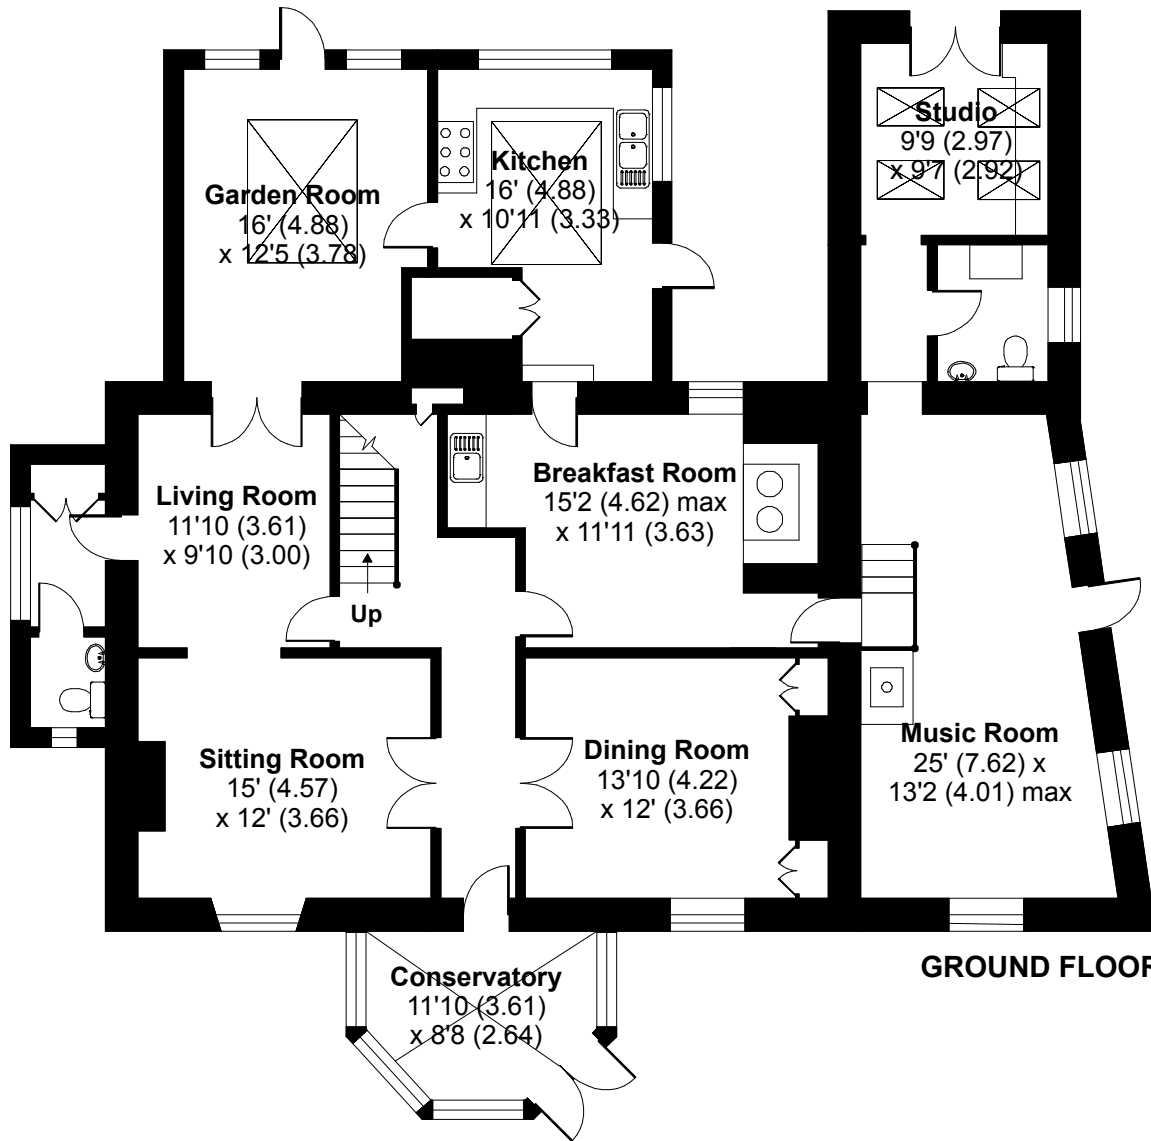 Studio
9'9 (2.97)
x 9'7 (2.92)
Kitchen
16' (4.88)
x 10'11 (3.33)
Garden Room
16' (4.88)
x 12'5 (3.78)
Living Room
11'10 (3.61)
x 9'10 (3.00)
Up
Breakfast Room
15'2 (4.62) max
x 11'11 (3.63)
Sitting Room
15' (4.57)
x 12' (3.66)
Dining Room
13'10 (4.22)
x 12' (3.66)
Music Room
25' (7.62) x
13'2 (4.01) max
Conservatory
11'10 (3.61)
x 8'8 (2.64)
GROUND FLOOR